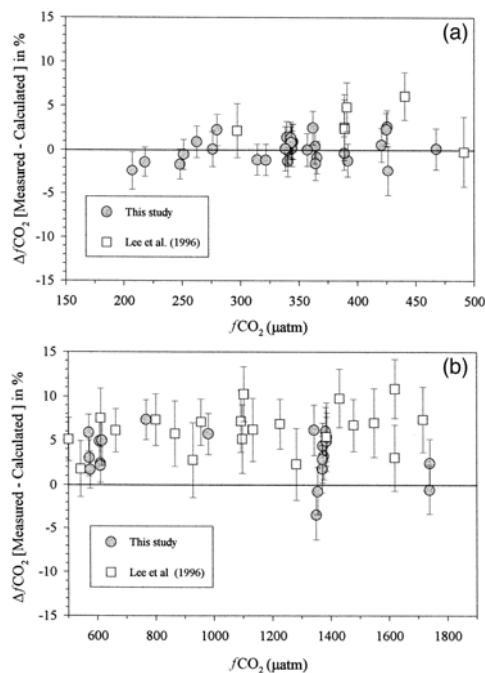 (a)
15
10
5
0
-5
-10
-15
ΔfCO₂ [Measured - Calculated ] in %
This study
Lee et al. (1996)
150 200 250 300 350 400 450 500
fCO₂ (μatm)
(b)
15
10
5
0
-5
-10
-15
ΔfCO₂ [Measured - Calculated ] in %
This study
Lee et al (1996)
600 800 1000 1200 1400 1600 1800
fCO₂ (μatm)